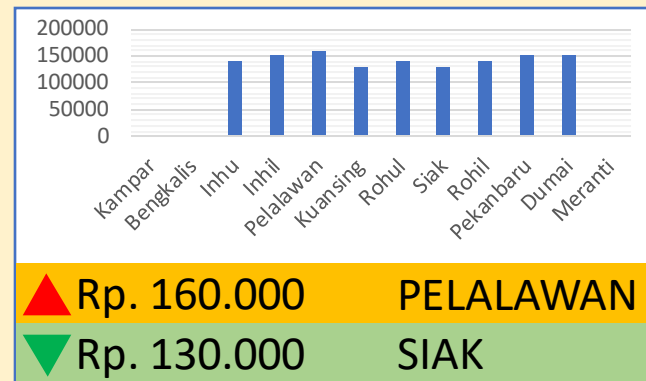 200000
150000
100000
50000
0
Kampar
Bengkalis
Inhu
Inhil
Pelalawan
Kuansing
Rohul
Siak
Rohil
Pekanbaru
Dumai
Meranti
Rp. 160.000 PELALAWAN
Rp. 130.000 SIAK